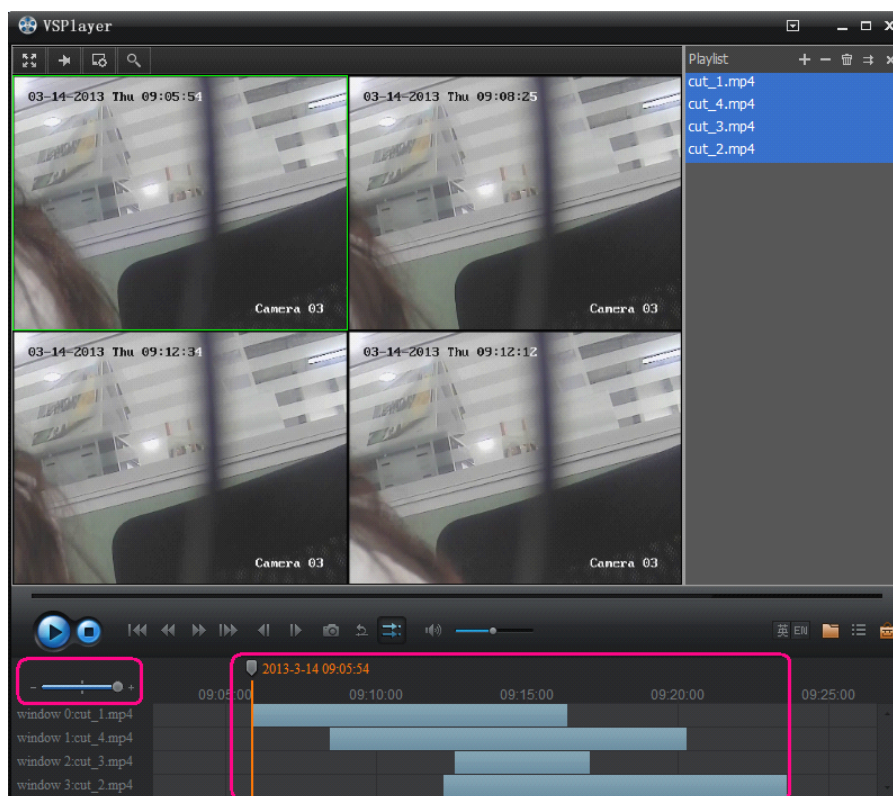 VSPlayer
Playlist
cut_1.mp4
cut_4.mp4
cut_3.mp4
cut_2.mp4
03-14-2013 Thu 09:05:54
Camera 03
03-14-2013 Thu 09:08:25
Camera 03
03-14-2013 Thu 09:12:34
Camera 03
03-14-2013 Thu 09:12:12
Camera 03
英 EN
2013-3-14 09:05:54
09:05:00 09:10:00 09:15:00 09:20:00 09:25:00
window 0:cut_1.mp4
window 1:cut_4.mp4
window 2:cut_3.mp4
window 3:cut_2.mp4